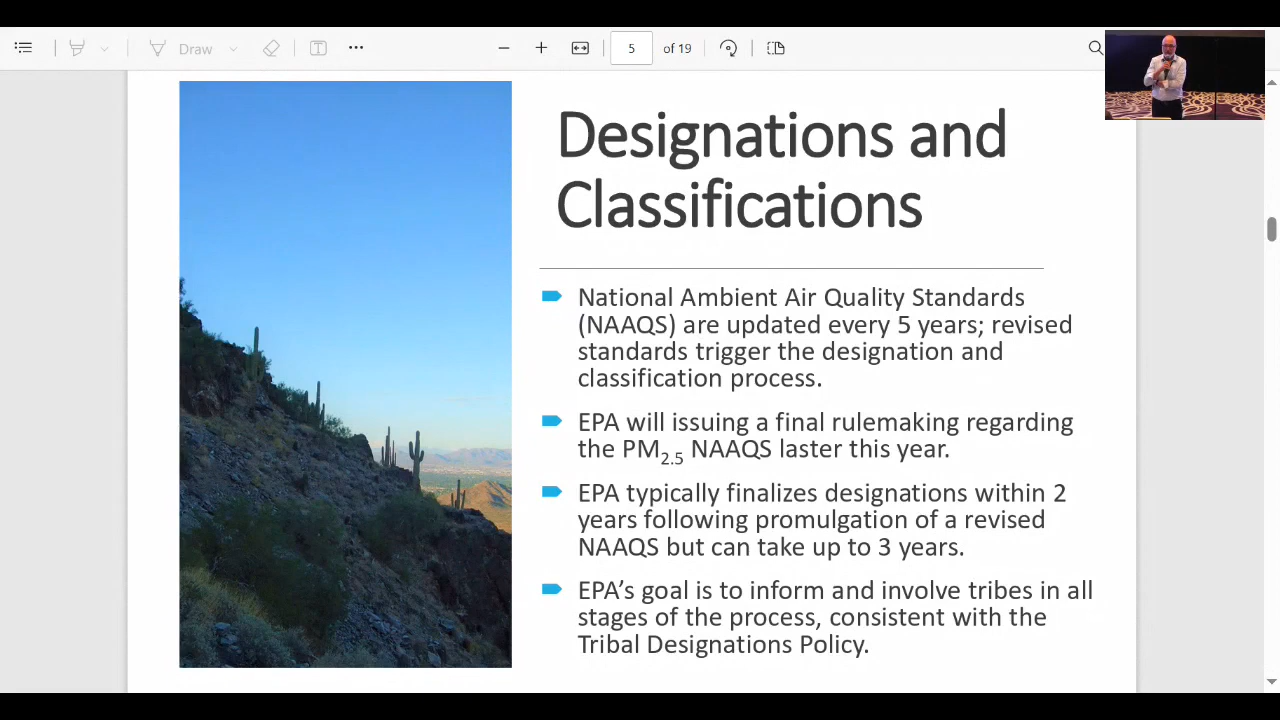 Draw
5
of 19
Designations and
Classifications
National Ambient Air Quality Standards
(NAAQS) are updated every 5 years; revised
standards trigger the designation and
classification process.
EPA will issuing a final rulemaking regarding
the PM2.5 NAAQS laster this year.
EPA typically finalizes designations within 2
years following promulgation of a revised
NAAQS but can take up to 3 years.
EPA’s goal is to inform and involve tribes in all
stages of the process, consistent with the
Tribal Designations Policy.